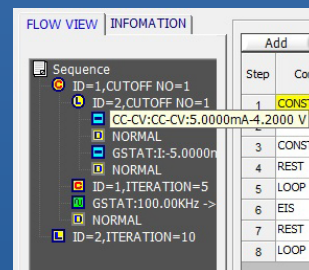 FLOW VIEW INFOMATION
Add
Sequence
Step
ID=1,CUTOFF NO=1
ID=2,CUTOFF NO=1
1 CONST
CC-CV:CC-CV:5.0000mA-4.2000 V
NORMAL
GSTAT:I:-5.0000m
3 CONST
NORMAL
4 REST
ID=1,ITERATION=5
5 LOOP
GSTAT:100.00KHz ->
6 EIS
NORMAL
7 REST
ID=2,ITERATION=10
8 LOOP